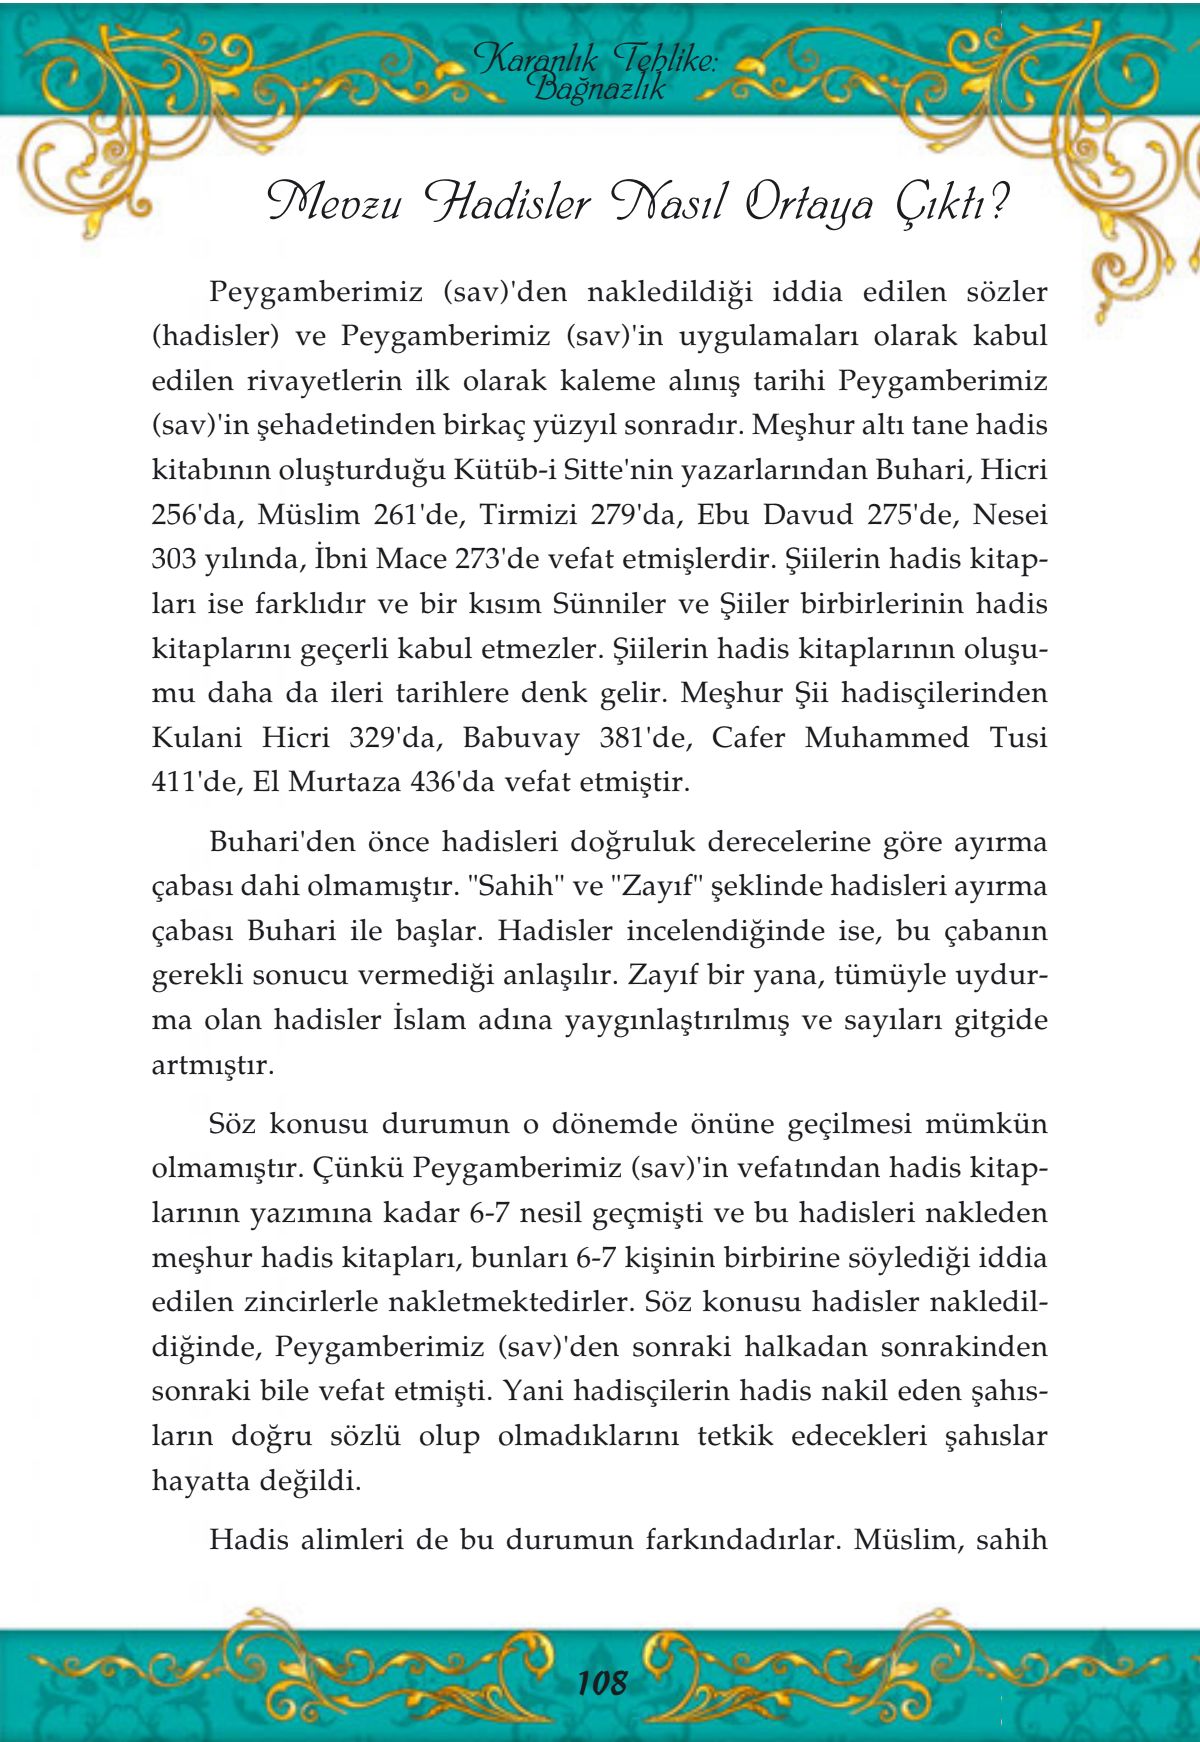 Karanlık Tehlike:
Bağnazlık
Mevzu Hadisler Nasıl Ortaya Çıktı?
Peygamberimiz (sav)'den nakledildiği iddia edilen sözler
(hadisler) ve Peygamberimiz (sav)'in uygulamaları olarak kabul
edilen rivayetlerin ilk olarak kaleme alınış tarihi Peygamberimiz
(sav)'in şehadetinden birkaç yüzyıl sonradır. Meşhur altı tane hadis
kitabının oluşturduğu Kütüb-i Sitte'nin yazarlarından Buhari, Hicri
256'da, Müslim 261'de, Tirmizi 279'da, Ebu Davud 275'de, Nesei
303 yılında, İbni Mace 273'de vefat etmişlerdir. Şiilerin hadis kitap-
ları ise farklıdır ve bir kısım Sünniler ve Şiiler birbirlerinin hadis
kitaplarını geçerli kabul etmezler. Şiilerin hadis kitaplarının oluşu-
mu daha da ileri tarihlere denk gelir. Meşhur Şii hadisçilerinden
Kulani Hicri 329'da, Babuvay 381'de, Cafer Muhammed Tusi
411'de, El Murtaza 436'da vefat etmiştir.
Buhari'den önce hadisleri doğruluk derecelerine göre ayırma
çabası dahi olmamıştır. "Sahih" ve "Zayıf" şeklinde hadisleri ayırma
çabası Buhari ile başlar. Hadisler incelendiğinde ise, bu çabanın
gerekli sonucu vermediği anlaşılır. Zayıf bir yana, tümüyle uydur-
ma olan hadisler İslam adına yaygınlaştırılmış ve sayıları gitgide
artmıştır.
Söz konusu durumun o dönemde önüne geçilmesi mümkün
olmamıştır. Çünkü Peygamberimiz (sav)'in vefatından hadis kitap-
larının yazımına kadar 6-7 nesil geçmişti ve bu hadisleri nakleden
meşhur hadis kitapları, bunları 6-7 kişinin birbirine söylediği iddia
edilen zincirlerle nakletmektedirler. Söz konusu hadisler nakledil-
diğinde, Peygamberimiz (sav)'den sonraki halkadan sonrakinden
sonraki bile vefat etmişti. Yani hadisçilerin hadis nakil eden şahıs-
ların doğru sözlü olup olmadıklarını tetkik edecekleri şahıslar
hayatta değildi.
Hadis alimleri de bu durumun farkındadırlar. Müslim, sahih
108